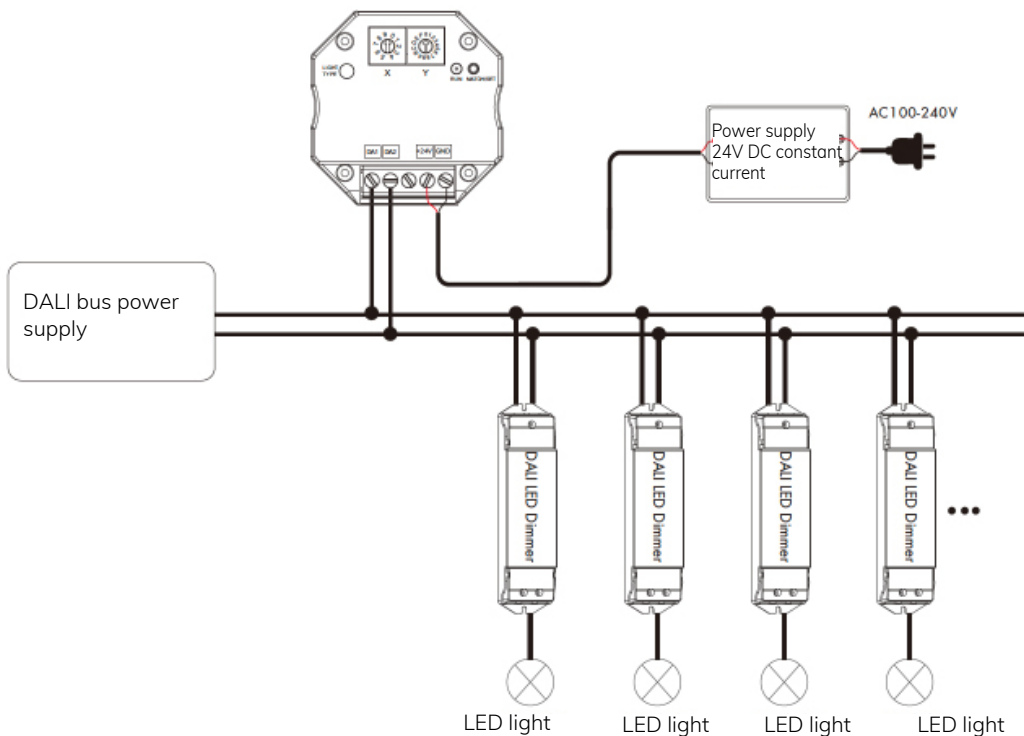 LIGHT
TYPE
X
Y
RUN MATCH/SET
DA1 DA2 +24V GND
Power supply
24V DC constant
current
AC100-240V
DALI bus power
supply
DALI LED Dimmer
DALI LED Dimmer
DALI LED Dimmer
DALI LED Dimmer
LED light
LED light
LED light
LED light